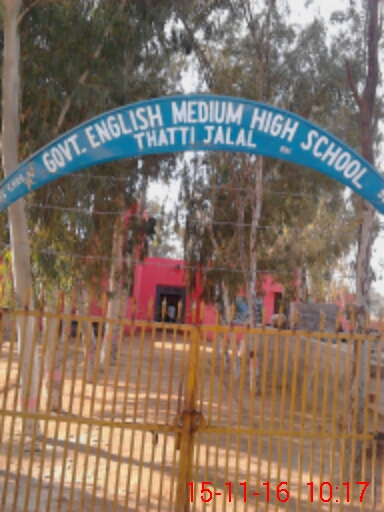 GOVT. ENGLISH MEDIUM HIGH SCHOOL
THATTI JALAL
15-11-16 10:17